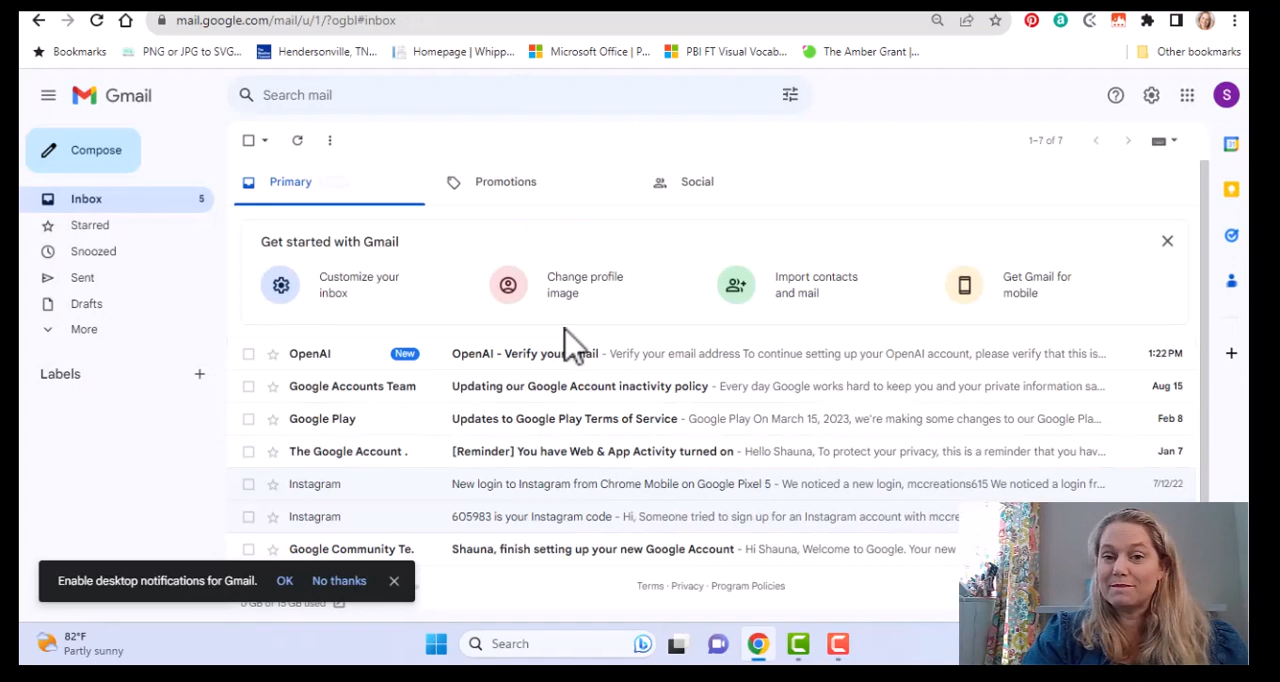 mail.google.com/mail/u/1/?ogbl#inbox
Bookmarks PNG or JPG to SVG... Hendersonville, TN... Homepage | Whipp... Microsoft Office | P... PBI FT Visual Vocab... The Amber Grant |... Other bookmarks
Gmail
Search mail
S
Compose
1–7 of 7
Primary Promotions Social
Inbox 5
Starred
Snoozed
Sent
Drafts
More
Labels
Get started with Gmail
Customize your inbox
Change profile image
Import contacts and mail
Get Gmail for mobile
OpenAI New OpenAI - Verify your email - Verify your email address To continue setting up your OpenAI account, please verify that this is... 1:22 PM
Google Accounts Team Updating our Google Account inactivity policy - Every day Google works hard to keep you and your private information sa... Aug 15
Google Play Updates to Google Play Terms of Service - Google Play On March 15, 2023, we're making some changes to our Google Pla... Feb 8
The Google Account . [Reminder] You have Web & App Activity turned on - Hello Shauna, To protect your privacy, this is a reminder that you hav... Jan 7
Instagram New login to Instagram from Chrome Mobile on Google Pixel 5 - We noticed a new login, mccreations615 We noticed a login fr... 7/12/22
Instagram 605983 is your Instagram code - Hi, Someone tried to sign up for an Instagram account with mccre
Google Community Te. Shauna, finish setting up your new Google Account - Hi Shauna, Welcome to Google. Your new
Enable desktop notifications for Gmail. OK No thanks
Terms · Privacy · Program Policies
0 GB of 15 GB used
82°F
Partly sunny
Search